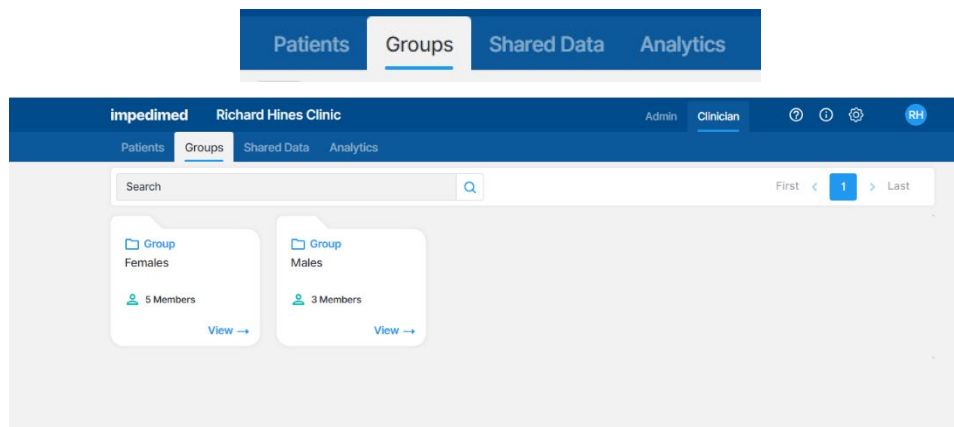 Patients Groups Shared Data Analytics
impedimed Richard Hines Clinic Admin Clinician RH
Patients Groups Shared Data Analytics
Search First < 1 > Last
Group Group
Females Males
5 Members 3 Members
View → View →